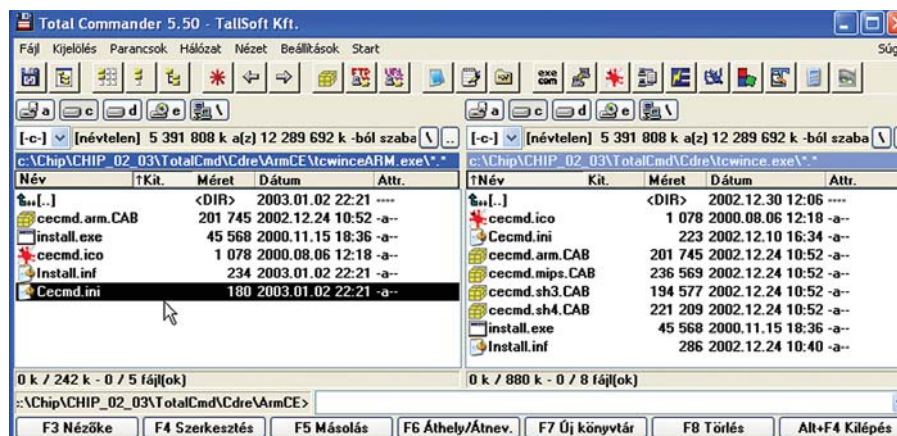 Total Commander 5.50 - TallSoft Kft.
Fájl Kijelölés Parancsok Hálózat Nézet Beállítások Start Súg
FTP URL exe com
a c d e \ a c d e \
[-c-] [névtelen] 5 391 808 k a(z) 12 289 692 k -ból szaba \ .. [-c-] [névtelen] 5 391 808 k a(z) 12 289 692 k -ból szaba \
c:\Chip\CHIP_02_03\TotalCmd\Cdre\ArmCE\tcwinceARM.exe\*.* c:\Chip\CHIP_02_03\TotalCmd\Cdre\tcwince.exe\*.*
Név ↑Kit. Méret Dátum Attr. ↑Név Kit. Méret Dátum Attr.
[..] <DIR> 2003.01.02 22:21 ---- [..] <DIR> 2002.12.30 12:06 ----
cecmd.arm.CAB 201 745 2002.12.24 10:52 -a-- cecmd.ico 1 078 2000.08.06 12:18 -a--
install.exe 45 568 2000.11.15 18:36 -a-- Cecmd.ini 223 2002.12.10 16:34 -a--
cecmd.ico 1 078 2000.08.06 12:18 -a-- cecmd.arm.CAB 201 745 2002.12.24 10:52 -a--
Install.inf 234 2003.01.02 22:21 -a-- cecmd.mips.CAB 236 569 2002.12.24 10:52 -a--
Cecmd.ini 180 2003.01.02 22:21 -a-- cecmd.sh3.CAB 194 577 2002.12.24 10:52 -a--
cecmd.sh4.CAB 221 209 2002.12.24 10:52 -a--
install.exe 45 568 2000.11.15 18:36 -a--
Install.inf 286 2002.12.24 10:40 -a--
0 k / 242 k - 0 / 5 fájl(ok) 0 k / 880 k - 0 / 8 fájl(ok)
:\Chip\CHIP_02_03\TotalCmd\Cdre\ArmCE>
F3 Nézőke F4 Szerkesztés F5 Másolás F6 Áthely/Átnev. F7 Új könyvtár F8 Törlés Alt+F4 Kilépés